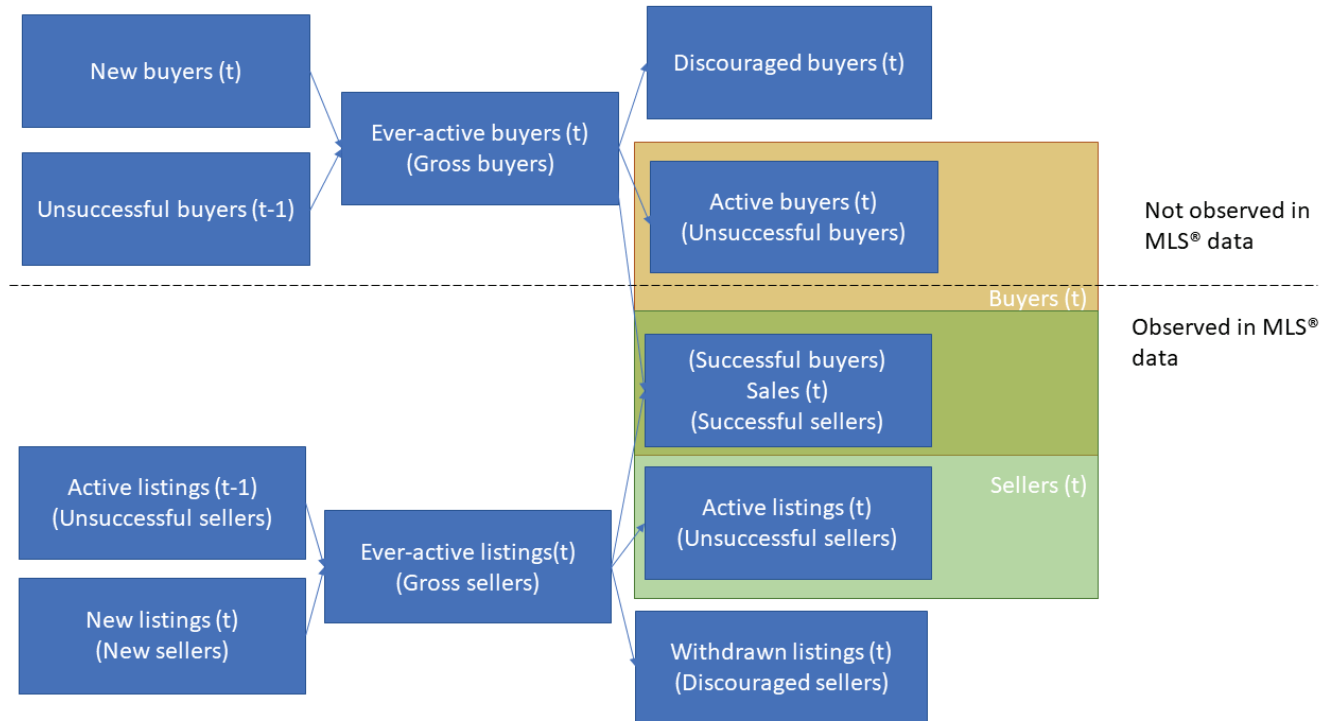 New buyers (t)
Unsuccessful buyers (t-1)
Ever-active buyers (t)
(Gross buyers)
Discouraged buyers (t)
Active buyers (t)
(Unsuccessful buyers)
Buyers (t)
Not observed in
MLS® data
Observed in MLS®
data
(Successful buyers)
Sales (t)
(Successful sellers)
Active listings (t-1)
(Unsuccessful sellers)
New listings (t)
(New sellers)
Ever-active listings(t)
(Gross sellers)
Sellers (t)
Active listings (t)
(Unsuccessful sellers)
Withdrawn listings (t)
(Discouraged sellers)